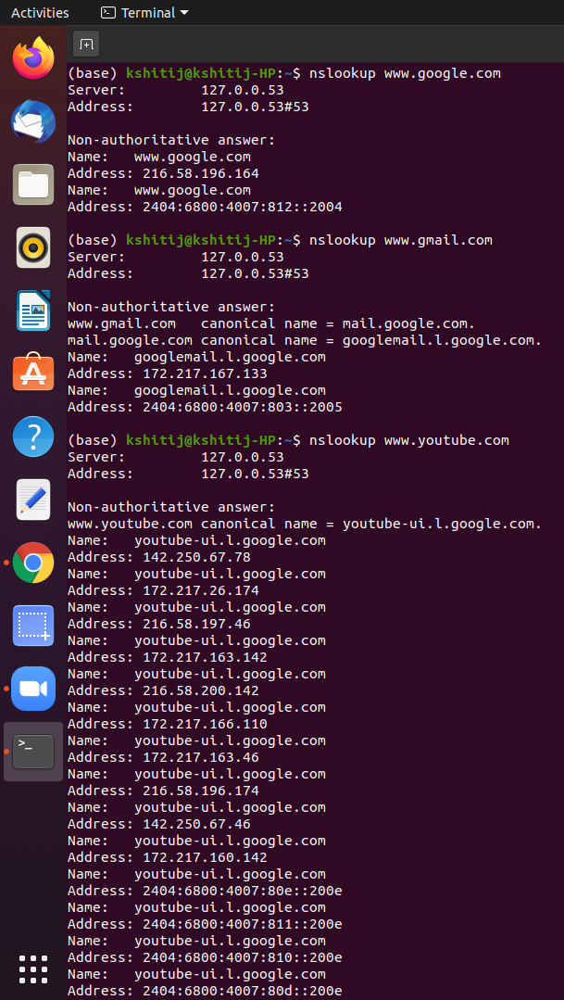 Activities
Terminal
(base) kshitij@kshitij-HP:~$ nslookup www.google.com
Server:         127.0.0.53
Address:        127.0.0.53#53
Non-authoritative answer:
Name:   www.google.com
Address: 216.58.196.164
Name:   www.google.com
Address: 2404:6800:4007:812::2004
(base) kshitij@kshitij-HP:~$ nslookup www.gmail.com
Server:         127.0.0.53
Address:        127.0.0.53#53
Non-authoritative answer:
www.gmail.com   canonical name = mail.google.com.
mail.google.com canonical name = googlemail.l.google.com.
Name:   googlemail.l.google.com
Address: 172.217.167.133
Name:   googlemail.l.google.com
Address: 2404:6800:4007:803::2005
(base) kshitij@kshitij-HP:~$ nslookup www.youtube.com
Server:         127.0.0.53
Address:        127.0.0.53#53
Non-authoritative answer:
www.youtube.com canonical name = youtube-ui.l.google.com.
Name:   youtube-ui.l.google.com
Address: 142.250.67.78
Name:   youtube-ui.l.google.com
Address: 172.217.26.174
Name:   youtube-ui.l.google.com
Address: 216.58.197.46
Name:   youtube-ui.l.google.com
Address: 172.217.163.142
Name:   youtube-ui.l.google.com
Address: 216.58.200.142
Name:   youtube-ui.l.google.com
Address: 172.217.166.110
Name:   youtube-ui.l.google.com
Address: 172.217.163.46
Name:   youtube-ui.l.google.com
Address: 216.58.196.174
Name:   youtube-ui.l.google.com
Address: 142.250.67.46
Name:   youtube-ui.l.google.com
Address: 172.217.160.142
Name:   youtube-ui.l.google.com
Address: 2404:6800:4007:80e::200e
Name:   youtube-ui.l.google.com
Address: 2404:6800:4007:811::200e
Name:   youtube-ui.l.google.com
Address: 2404:6800:4007:810::200e
Name:   youtube-ui.l.google.com
Address: 2404:6800:4007:80d::200e